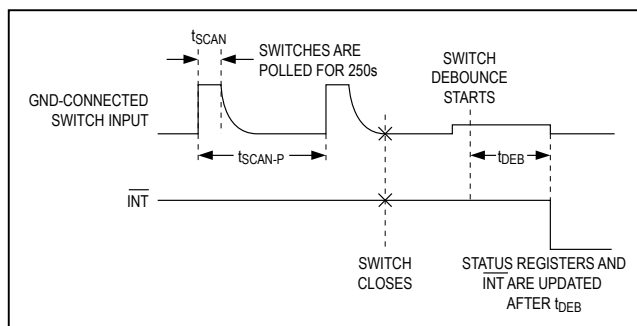 tSCAN
SWITCHES ARE
POLLED FOR 250s
SWITCH
DEBOUNCE
STARTS
GND-CONNECTED
SWITCH INPUT
tSCAN-P
tDEB
INT
SWITCH
CLOSES
STATUS REGISTERS AND
INT ARE UPDATED
AFTER tDEB